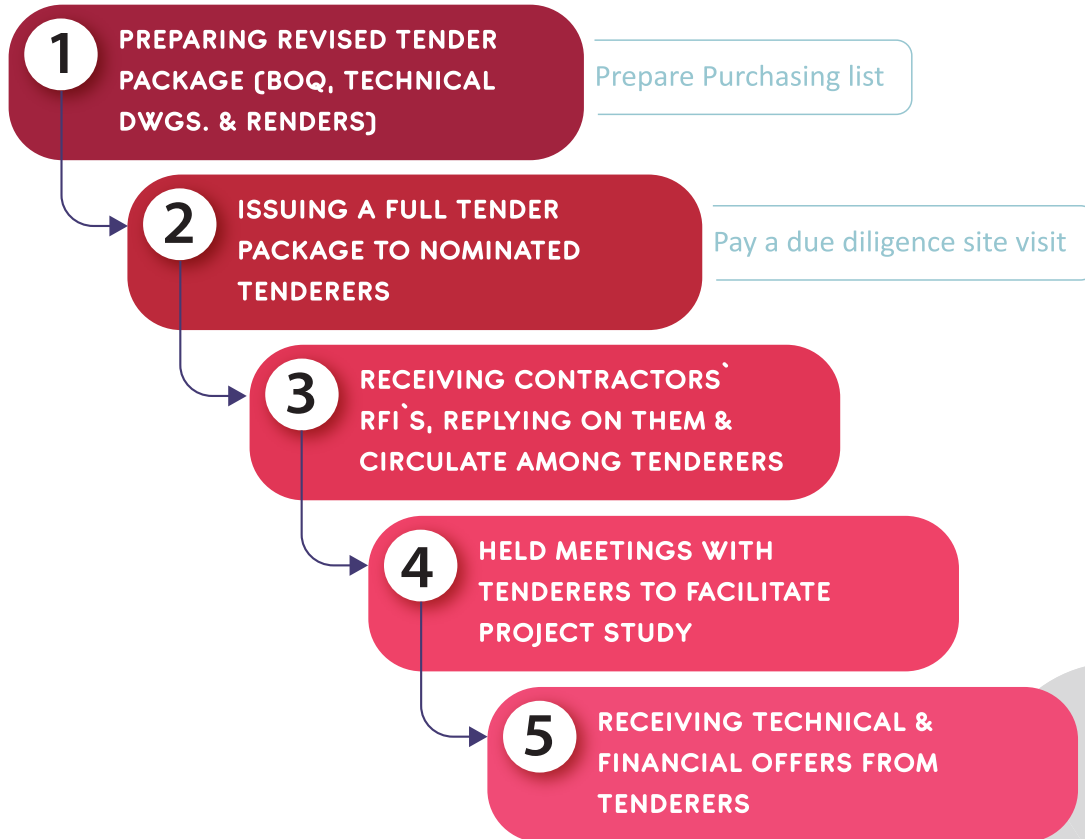 1
PREPARING REVISED TENDER
PACKAGE (BOQ, TECHNICAL
DWGS. & RENDERS)
Prepare Purchasing list
2
ISSUING A FULL TENDER
PACKAGE TO NOMINATED
TENDERERS
Pay a due diligence site visit
3
RECEIVING CONTRACTORS`
RFI`S, REPLYING ON THEM &
CIRCULATE AMONG TENDERERS
4
HELD MEETINGS WITH
TENDERERS TO FACILITATE
PROJECT STUDY
5
RECEIVING TECHNICAL &
FINANCIAL OFFERS FROM
TENDERERS